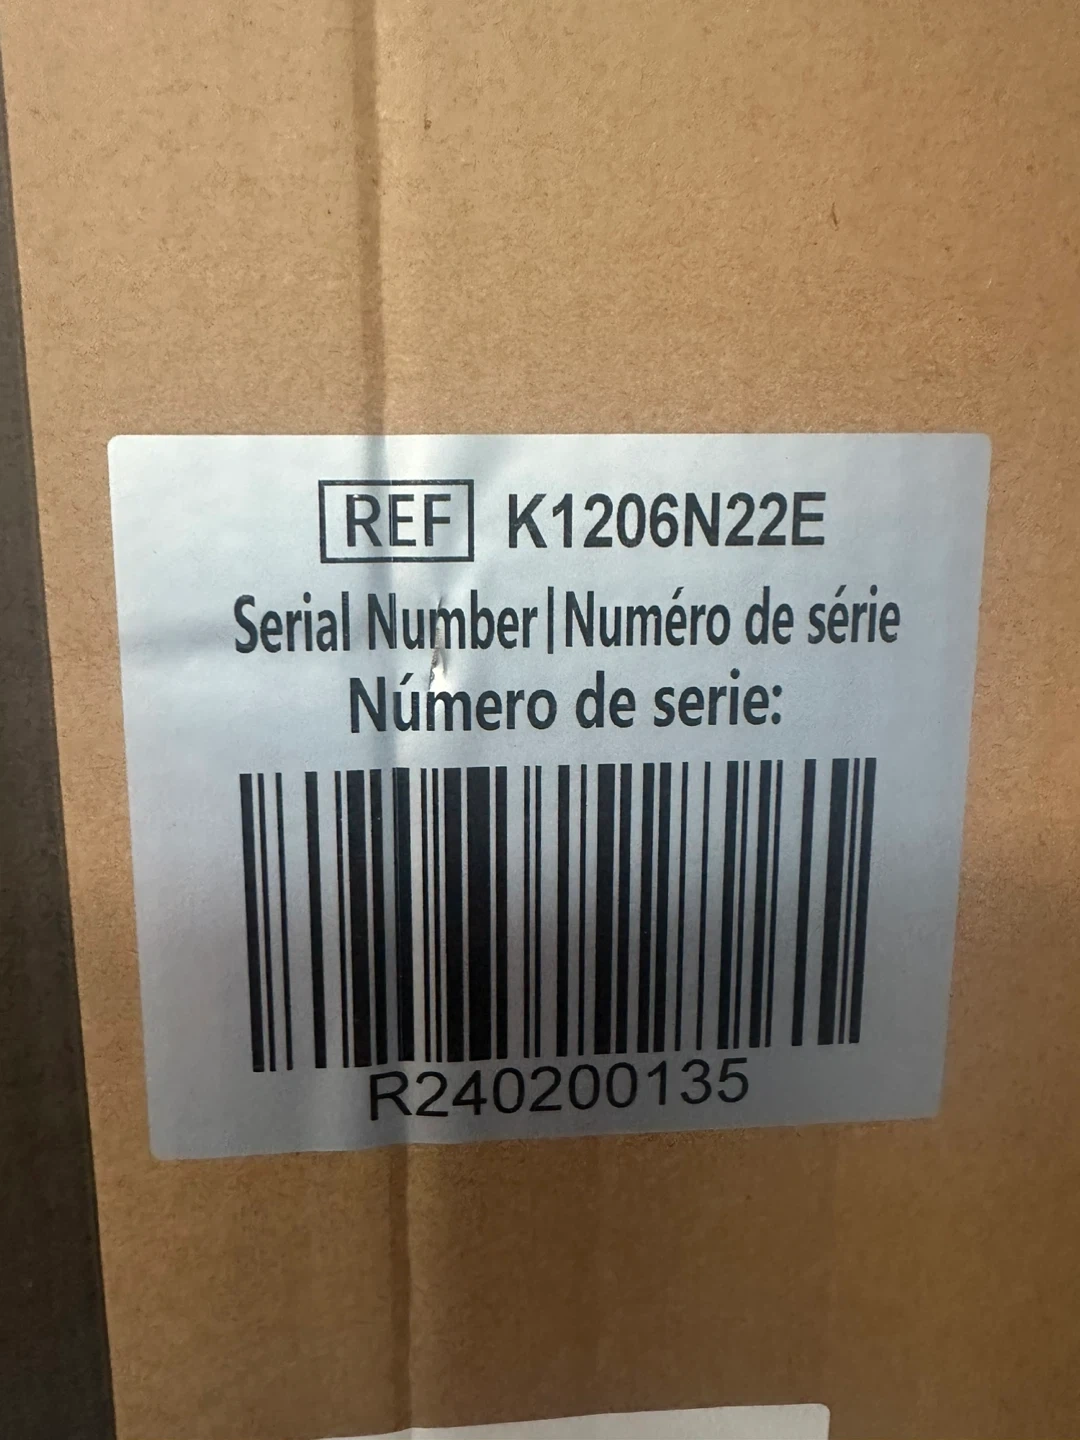 REF K1206N22E
Serial Number|Numéro de série
Número de serie:
R240200135